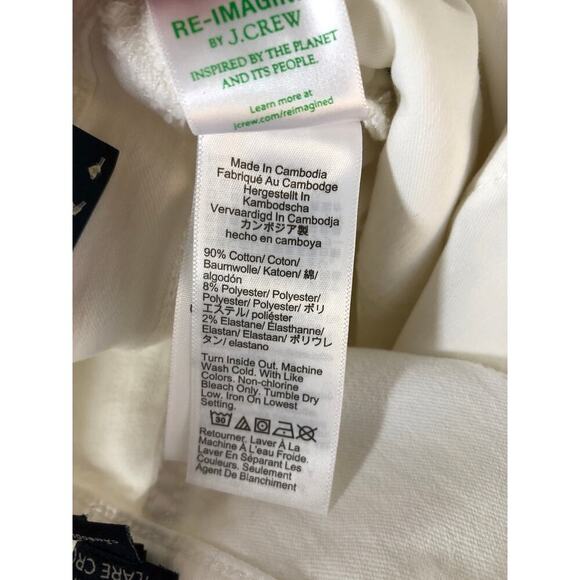 RE-IMAGINED
BY J.CREW
INSPIRED BY THE PLANET
AND ITS PEOPLE.
Learn more at
jcrew.com/reimagined
Made In Cambodia
Fabriqué Au Cambodge
Hergestellt In
Kambodscha
Vervaardigd In Cambodja
カンボジア製
hecho en camboya
90% Cotton/ Coton/
Baumwolle/ Katoen/ 綿/
algodón
8% Polyester/ Polyester/
Polyester/ Polyester/ ポリ
エステル/ poliéster
2% Elastane/ Élasthanne/
Elastan/ Elastaan/ ポリウレ
タン/ elastano
Turn Inside Out. Machine
Wash Cold. With Like
Colors. Non-chlorine
Bleach Only. Tumble Dry
Low. Iron On Lowest
Setting.
30
Retourner. Laver À La
Machine À L'eau Froide.
Laver En Séparant Les
Couleurs. Seulement
Agent De Blanchiment
LARE CR